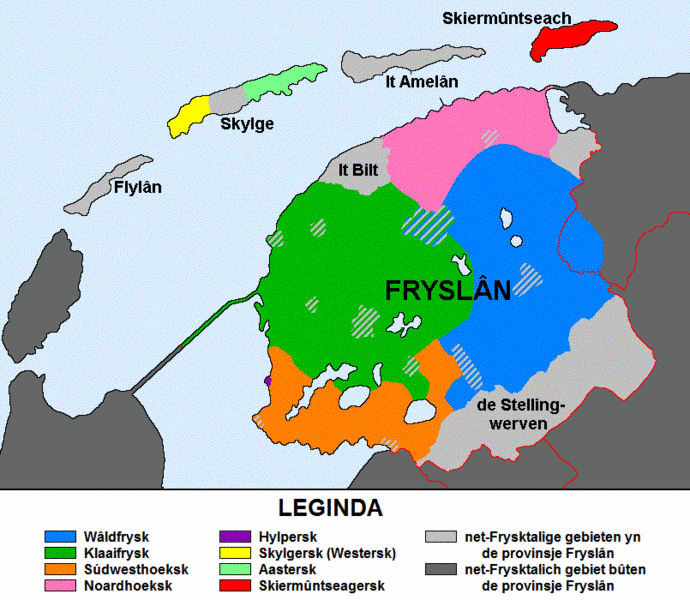 Skiermûntseach
It Amelân
Skylge
It Bilt
Flylân
FRYSLÂN
de Stelling-
werven
LEGINDA
Wâldfrysk
Klaaifrysk
Súdwesthoeksk
Noardhoeksk
Hylpersk
Skylgersk (Westersk)
Aastersk
Skiermûntseagersk
net-Frysktalige gebieten yn
de provinsje Fryslân
net-Frysktalich gebiet bûten
de provinsje Fryslân